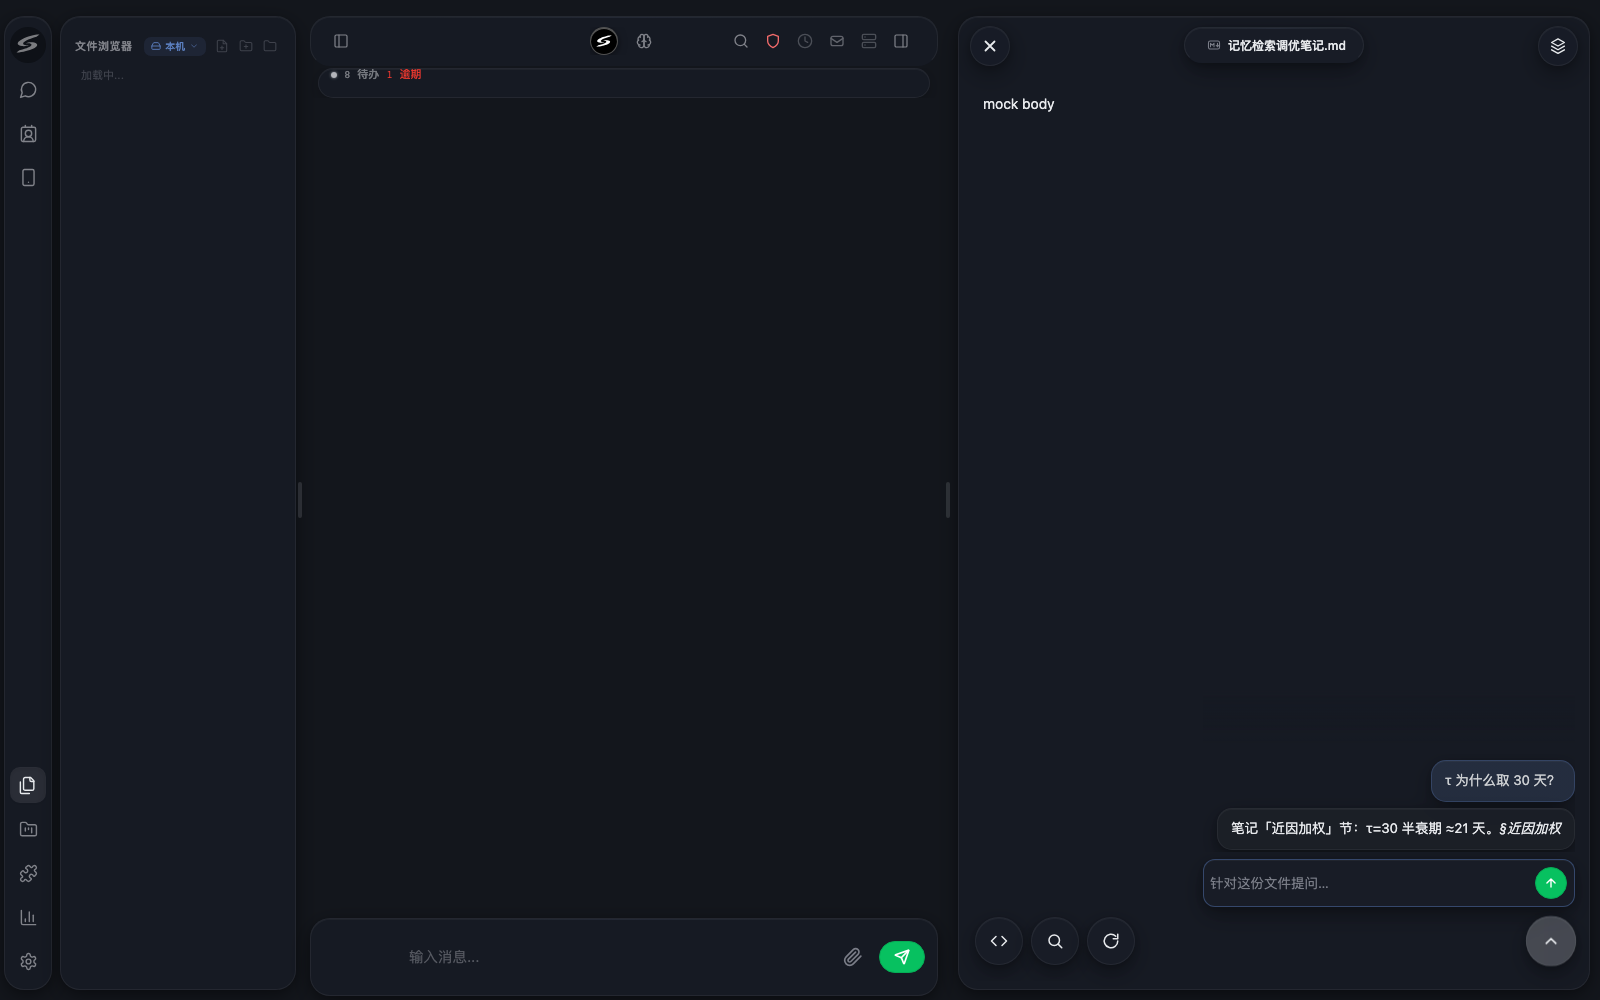 文件浏览器 本机
加载中...
8 待办 1 逾期
输入消息...
记忆检索调优笔记.md
mock body
τ 为什么取 30 天?
笔记「近因加权」节：τ=30 半衰期 ≈21 天。§近因加权
针对这份文件提问...